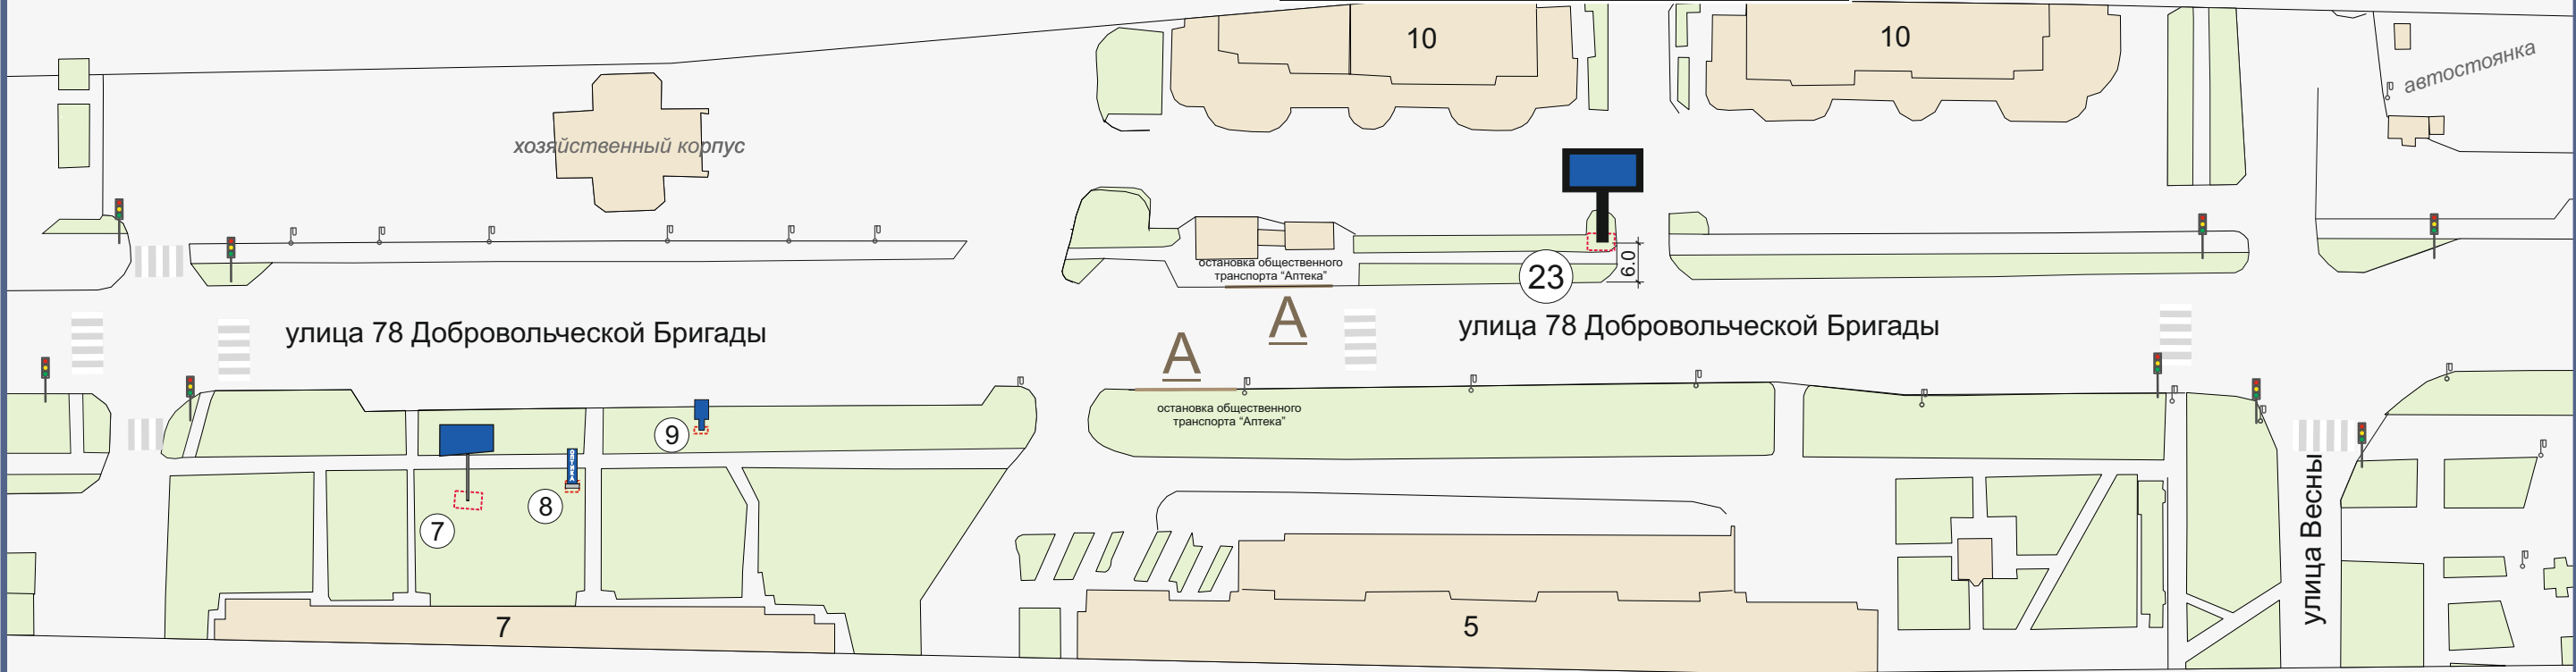 10
10
автостоянка
хозяйственный корпус
остановка общественного
транспорта “Аптека”
23
6.0
А
улица 78 Добровольческой Бригады
улица 78 Добровольческой Бригады
А
остановка общественного
транспорта “Аптека”
9
8
7
улица Весны
7
5